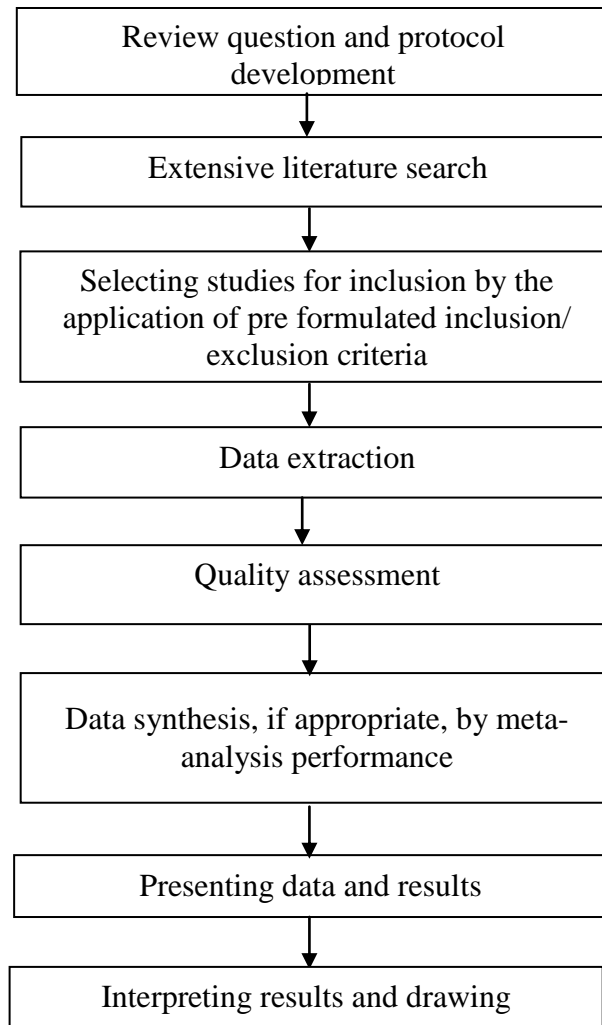 Review question and protocol
development
Extensive literature search
Selecting studies for inclusion by the
application of pre formulated inclusion/
exclusion criteria
Data extraction
Quality assessment
Data synthesis, if appropriate, by meta-
analysis performance
Presenting data and results
Interpreting results and drawing